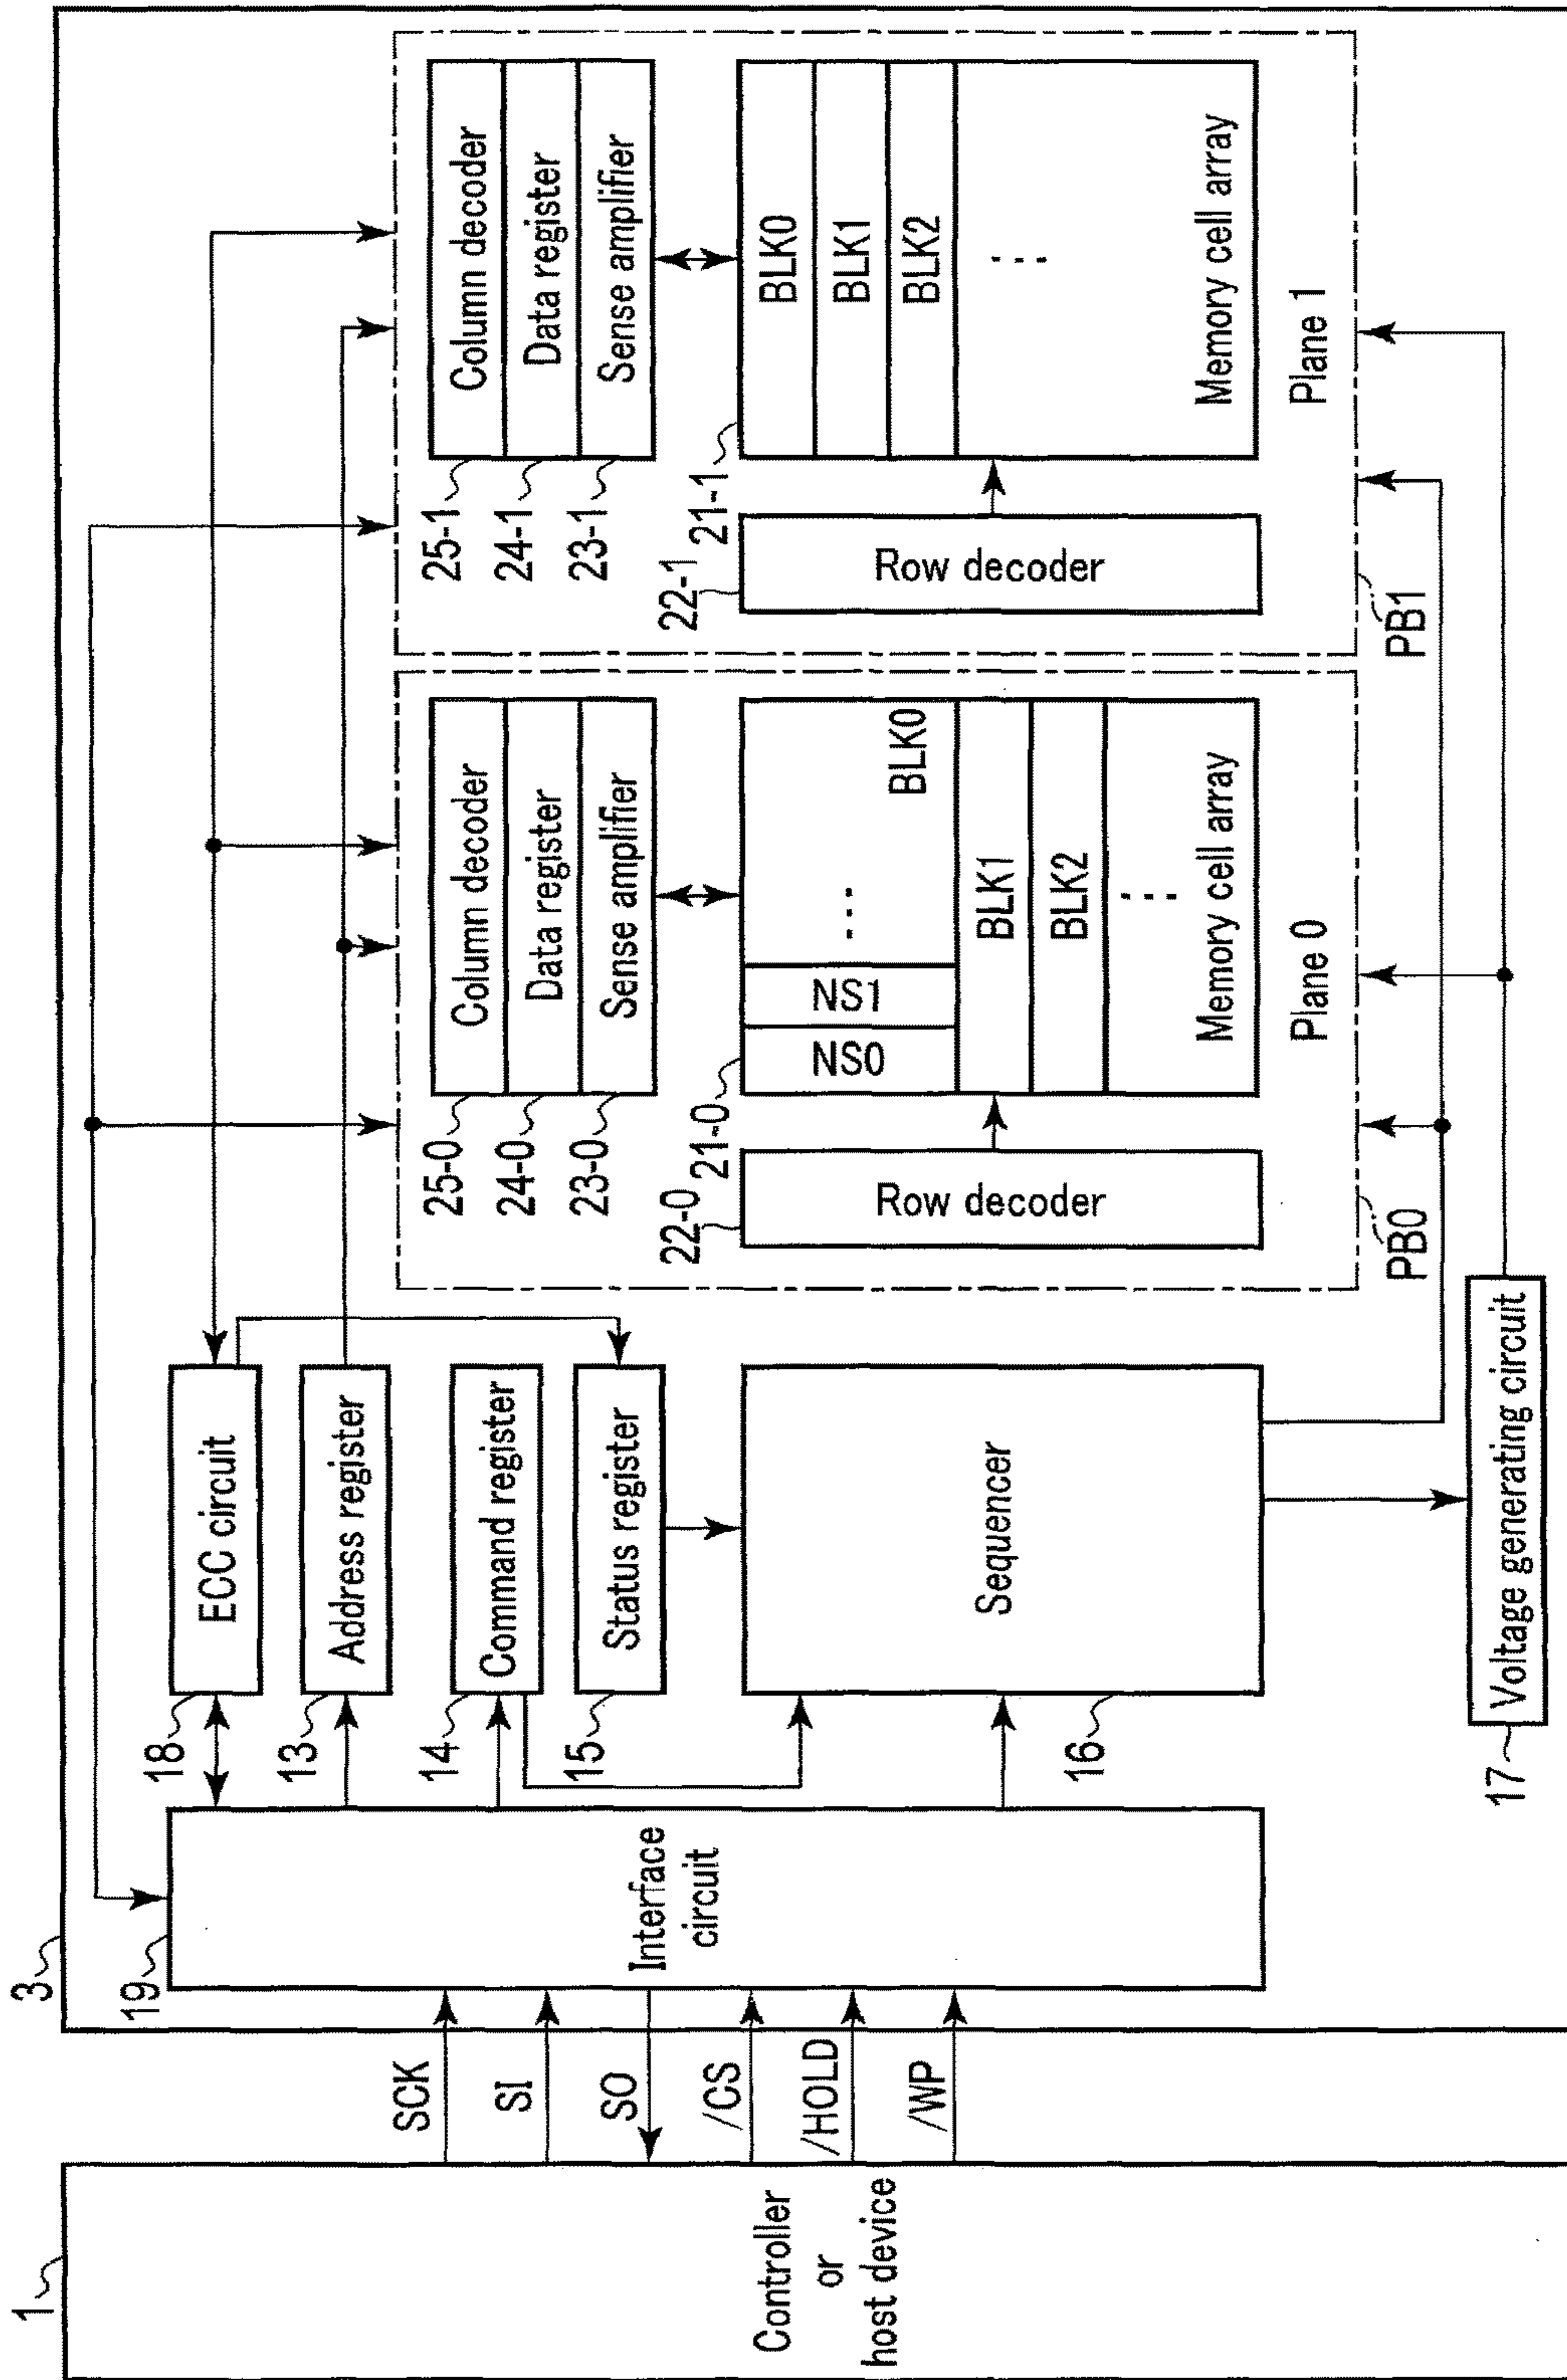 1
Controller
or
host device
SCK
SI
SO
/CS
/HOLD
/WP
3
19
Interface
circuit
18
ECC circuit
13
Address register
14
Command register
15
Status register
16
Sequencer
17
Voltage generating circuit
25-0
Column decoder
24-0
Data register
23-0
Sense amplifier
22-0
Row decoder
21-0
NS0
NS1
...
BLK0
BLK1
BLK2
...
Memory cell array
Plane 0
PB0
25-1
Column decoder
24-1
Data register
23-1
Sense amplifier
22-1
Row decoder
21-1
BLK0
BLK1
BLK2
...
Memory cell array
Plane 1
PB1